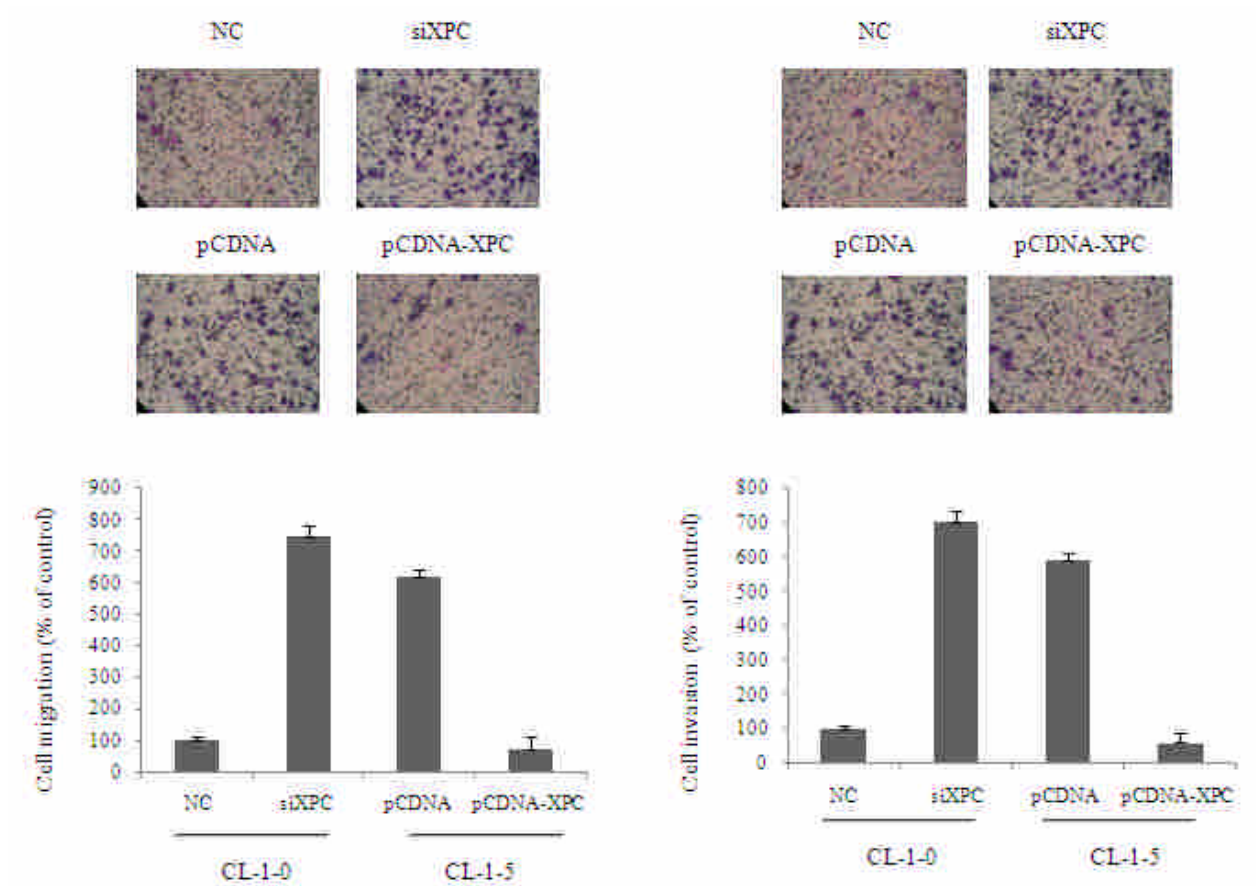 NC siXPC
pCDNA pCDNA-XPC
Cell migration (% of control)
900
800
700
600
500
400
300
200
100
0
NC siXPC pCDNA pCDNA-XPC
CL-1-0 CL-1-5
NC siXPC
pCDNA pCDNA-XPC
Cell invasion (% of control)
800
700
600
500
400
300
200
100
0
NC siXPC pCDNA pCDNA-XPC
CL-1-0 CL-1-5